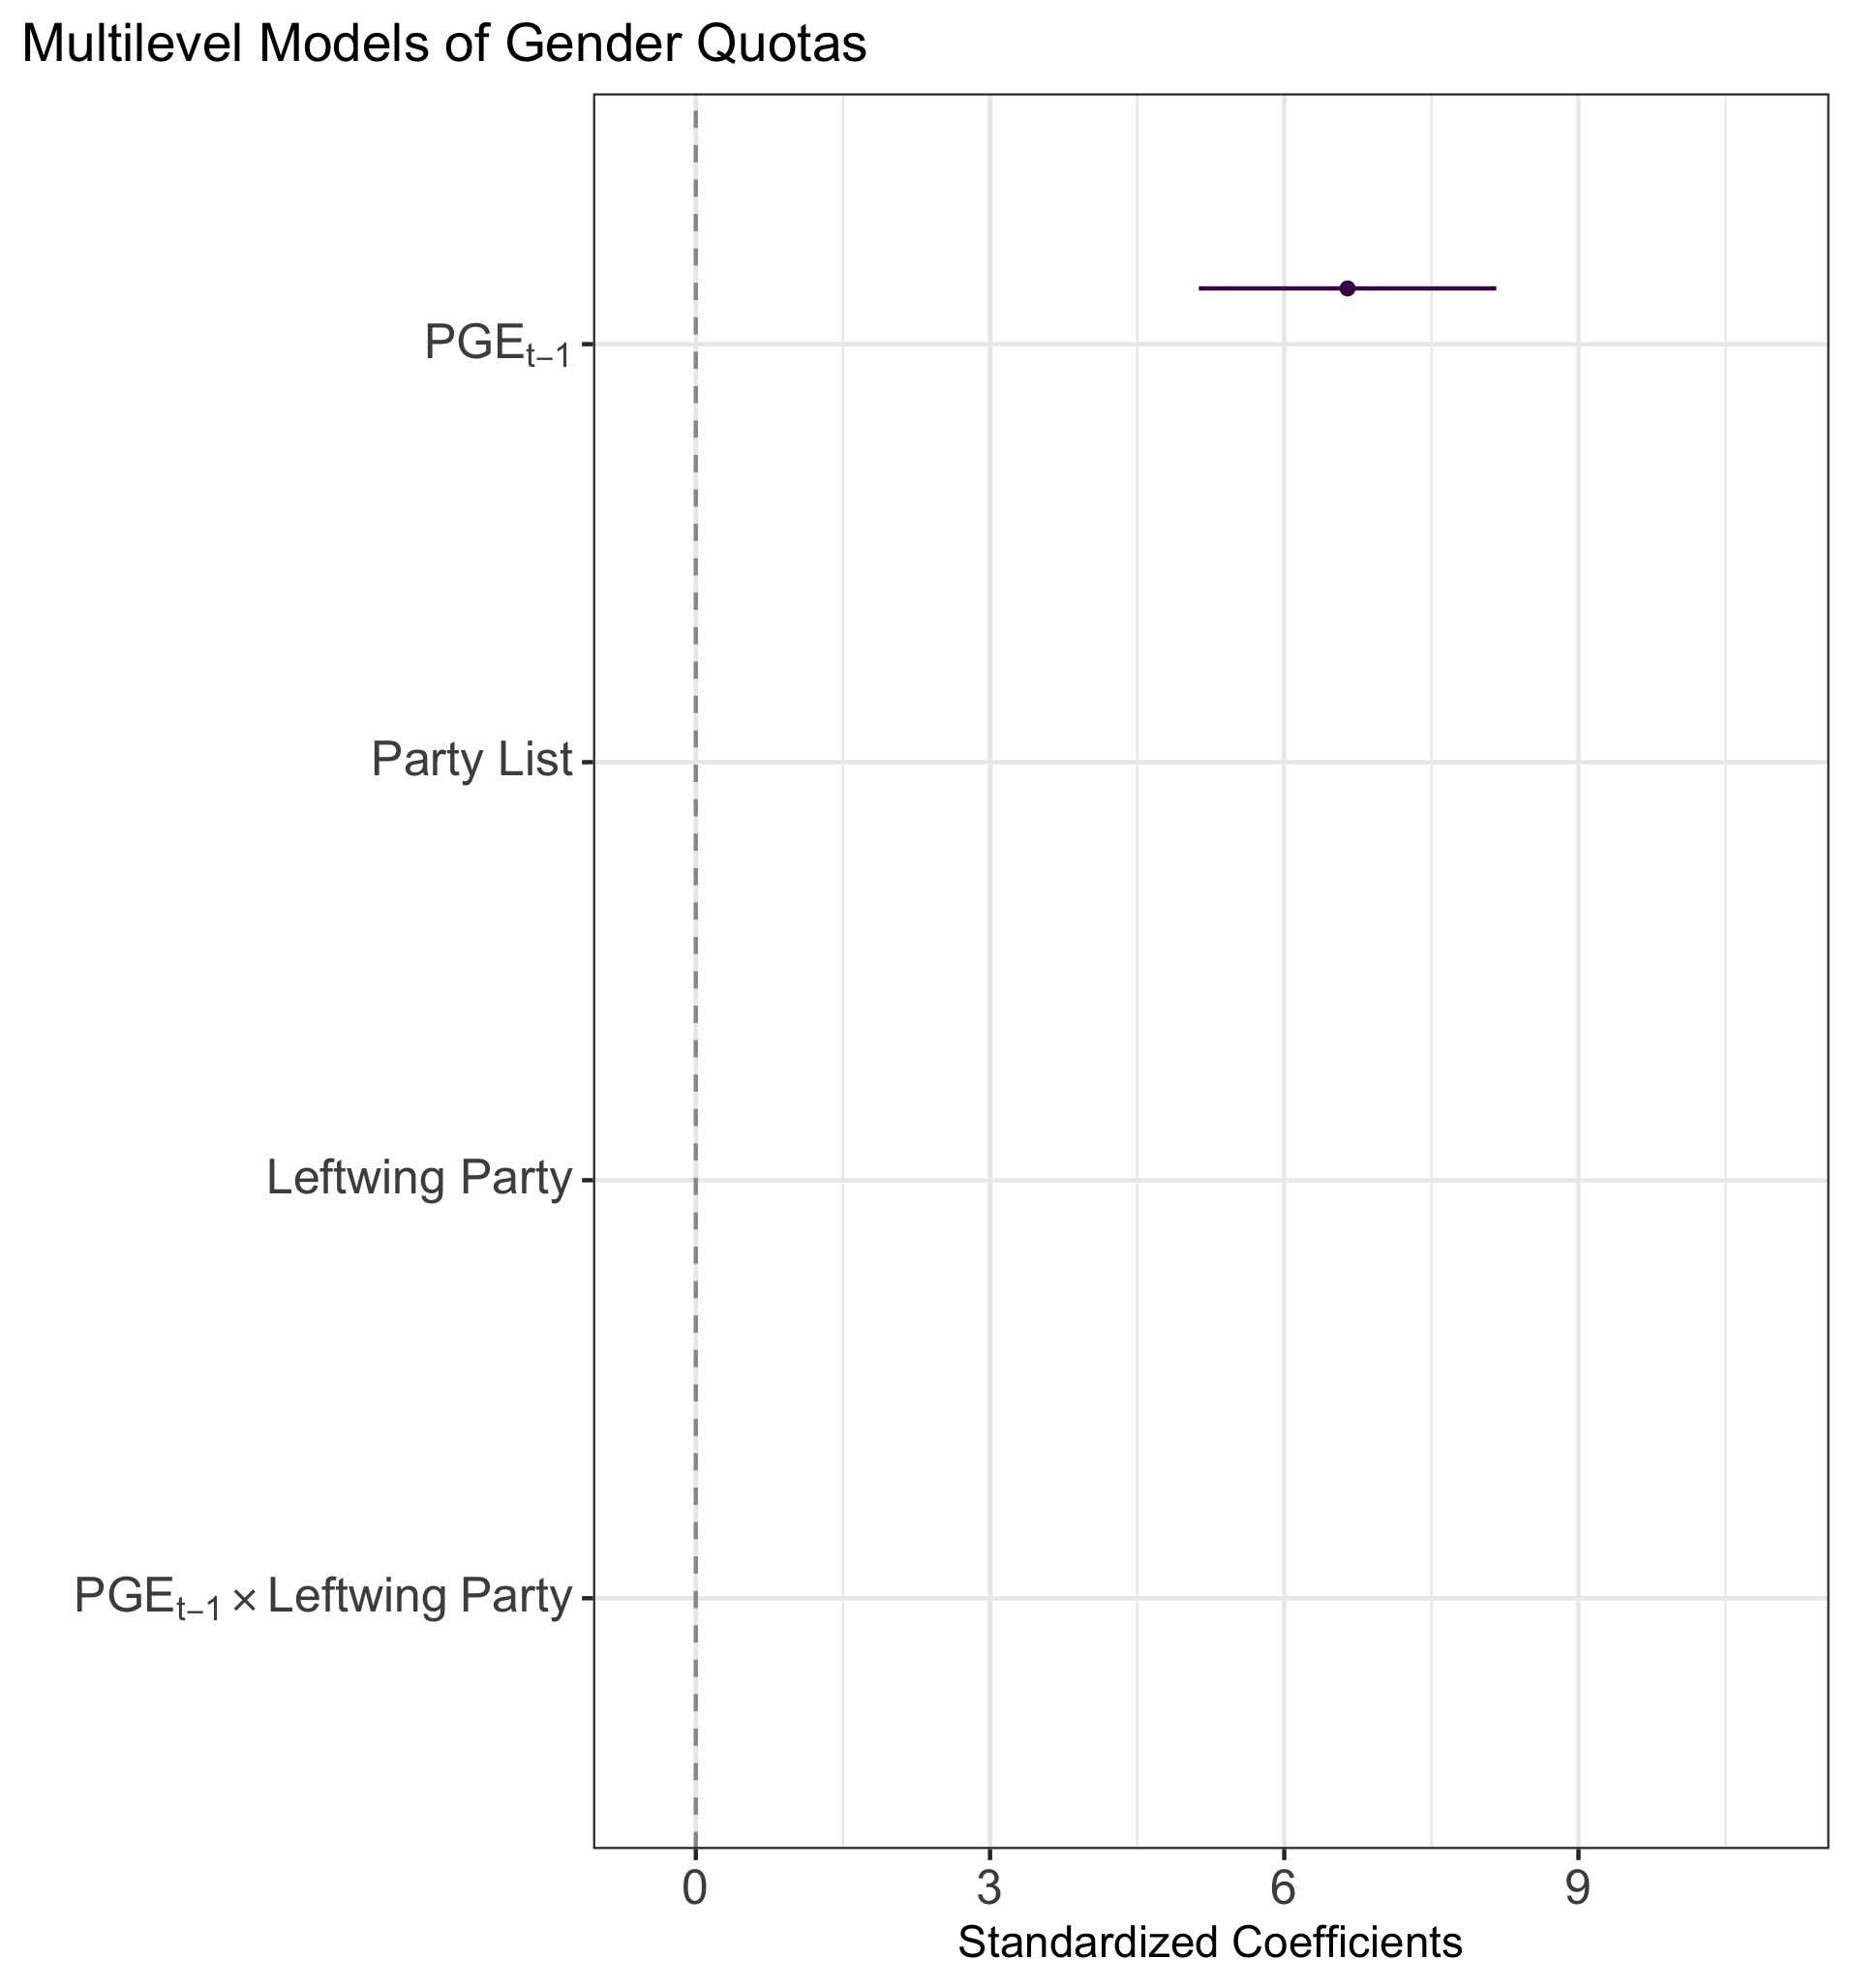 Multilevel Models of Gender Quotas
PGEt−1
Party List
Leftwing Party
PGEt−1 × Leftwing Party
0 3 6 9
Standardized Coefficients